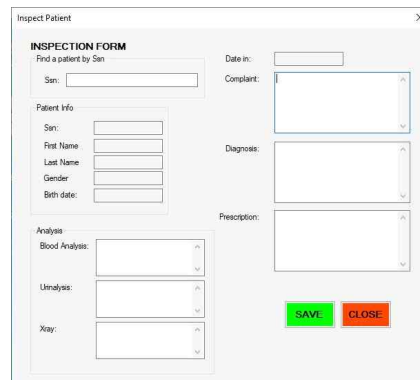 Inspect Patient
INSPECTION FORM
Find a patient by Ssn
Ssn:
Patient Info
Ssn:
First Name
Last Name
Gender
Birth date:
Analysis
Blood Analysis:
Urinalysis:
Xray:
Date in:
Complaint:
Diagnosis:
Prescription:
SAVE
CLOSE